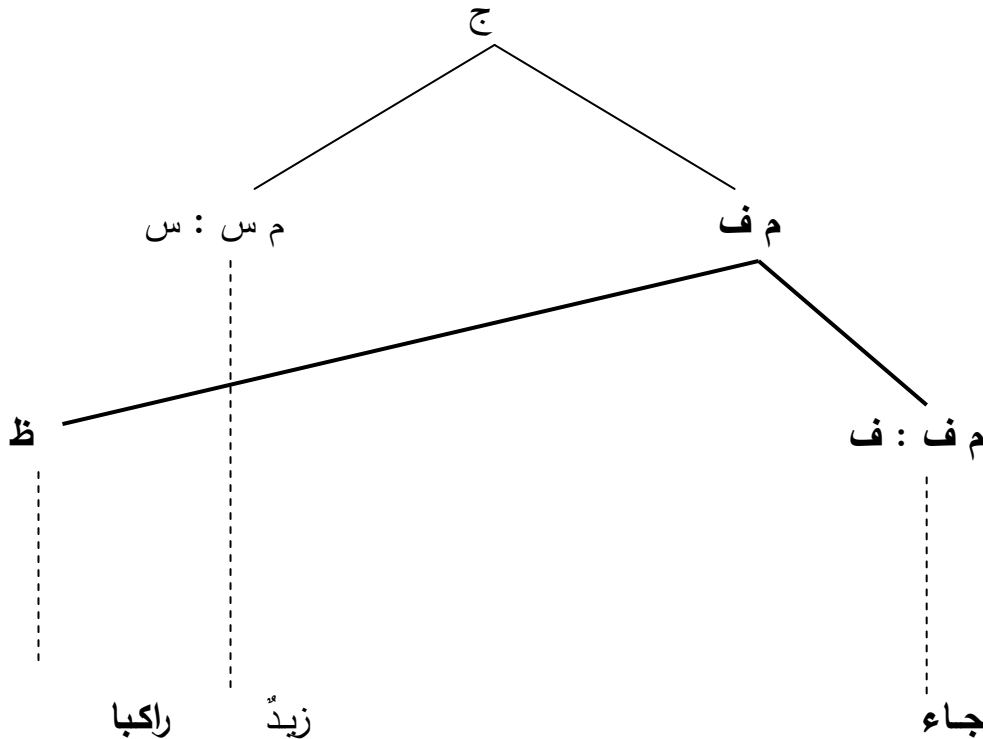 ج
م ف م س : س
م ف : ف ظ
جاء زيدٌ راكبا